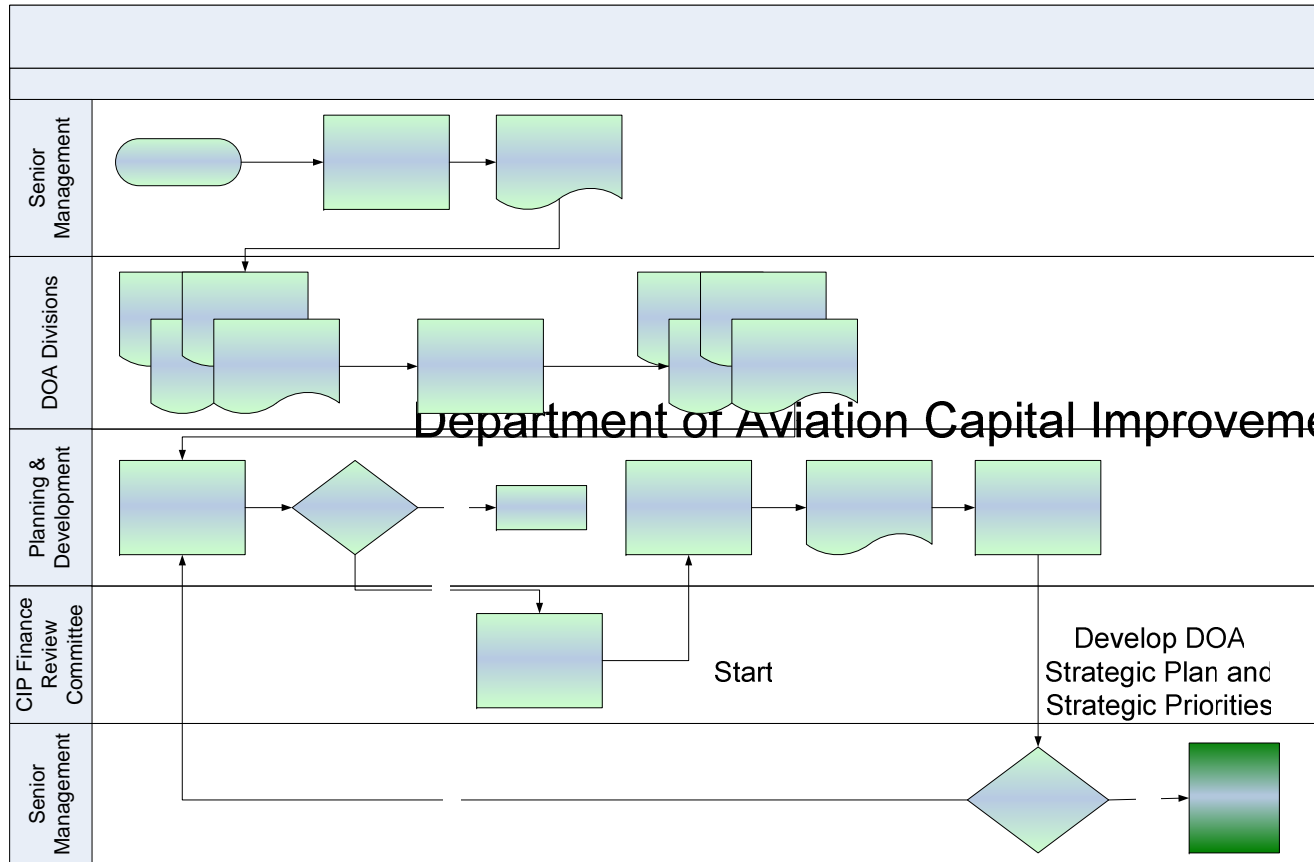 Senior
Management
DOA Divisions
Department of Aviation Capital Improveme
Planning &
Development
CIP Finance
Review
Committee
Start
Develop DOA
Strategic Plan and
Strategic Priorities
Senior
Management